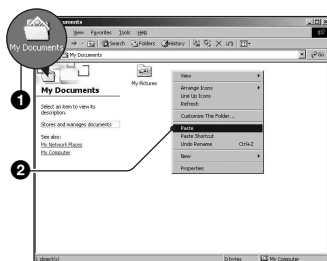 My Documents
View Favorites Tools Help
Search Folders History
My Documents
Go
1
My Documents
Select an item to view its
description.
Stores and manages documents
See also:
My Network Places
My Computer
My Pictures
View
Arrange Icons
Line Up Icons
Refresh
Customize This Folder...
Paste
Paste Shortcut
Undo Rename Ctrl+Z
New
Properties
2
1 object(s)
0 bytes
My Computer